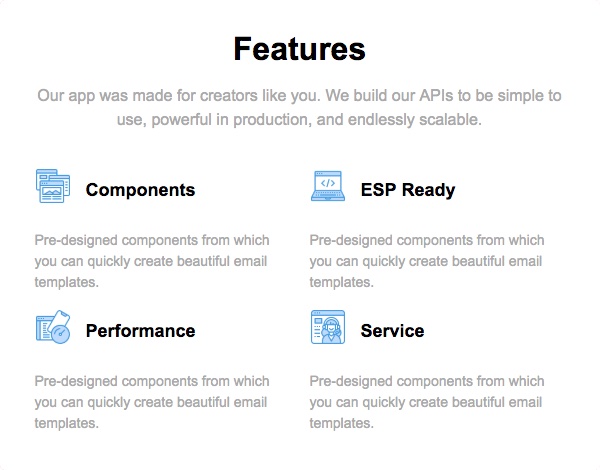 Features
Our app was made for creators like you. We build our APIs to be simple to
use, powerful in production, and endlessly scalable.
Components
Pre-designed components from which
you can quickly create beautiful email
templates.
ESP Ready
Pre-designed components from which
you can quickly create beautiful email
templates.
Performance
Pre-designed components from which
you can quickly create beautiful email
templates.
Service
Pre-designed components from which
you can quickly create beautiful email
templates.